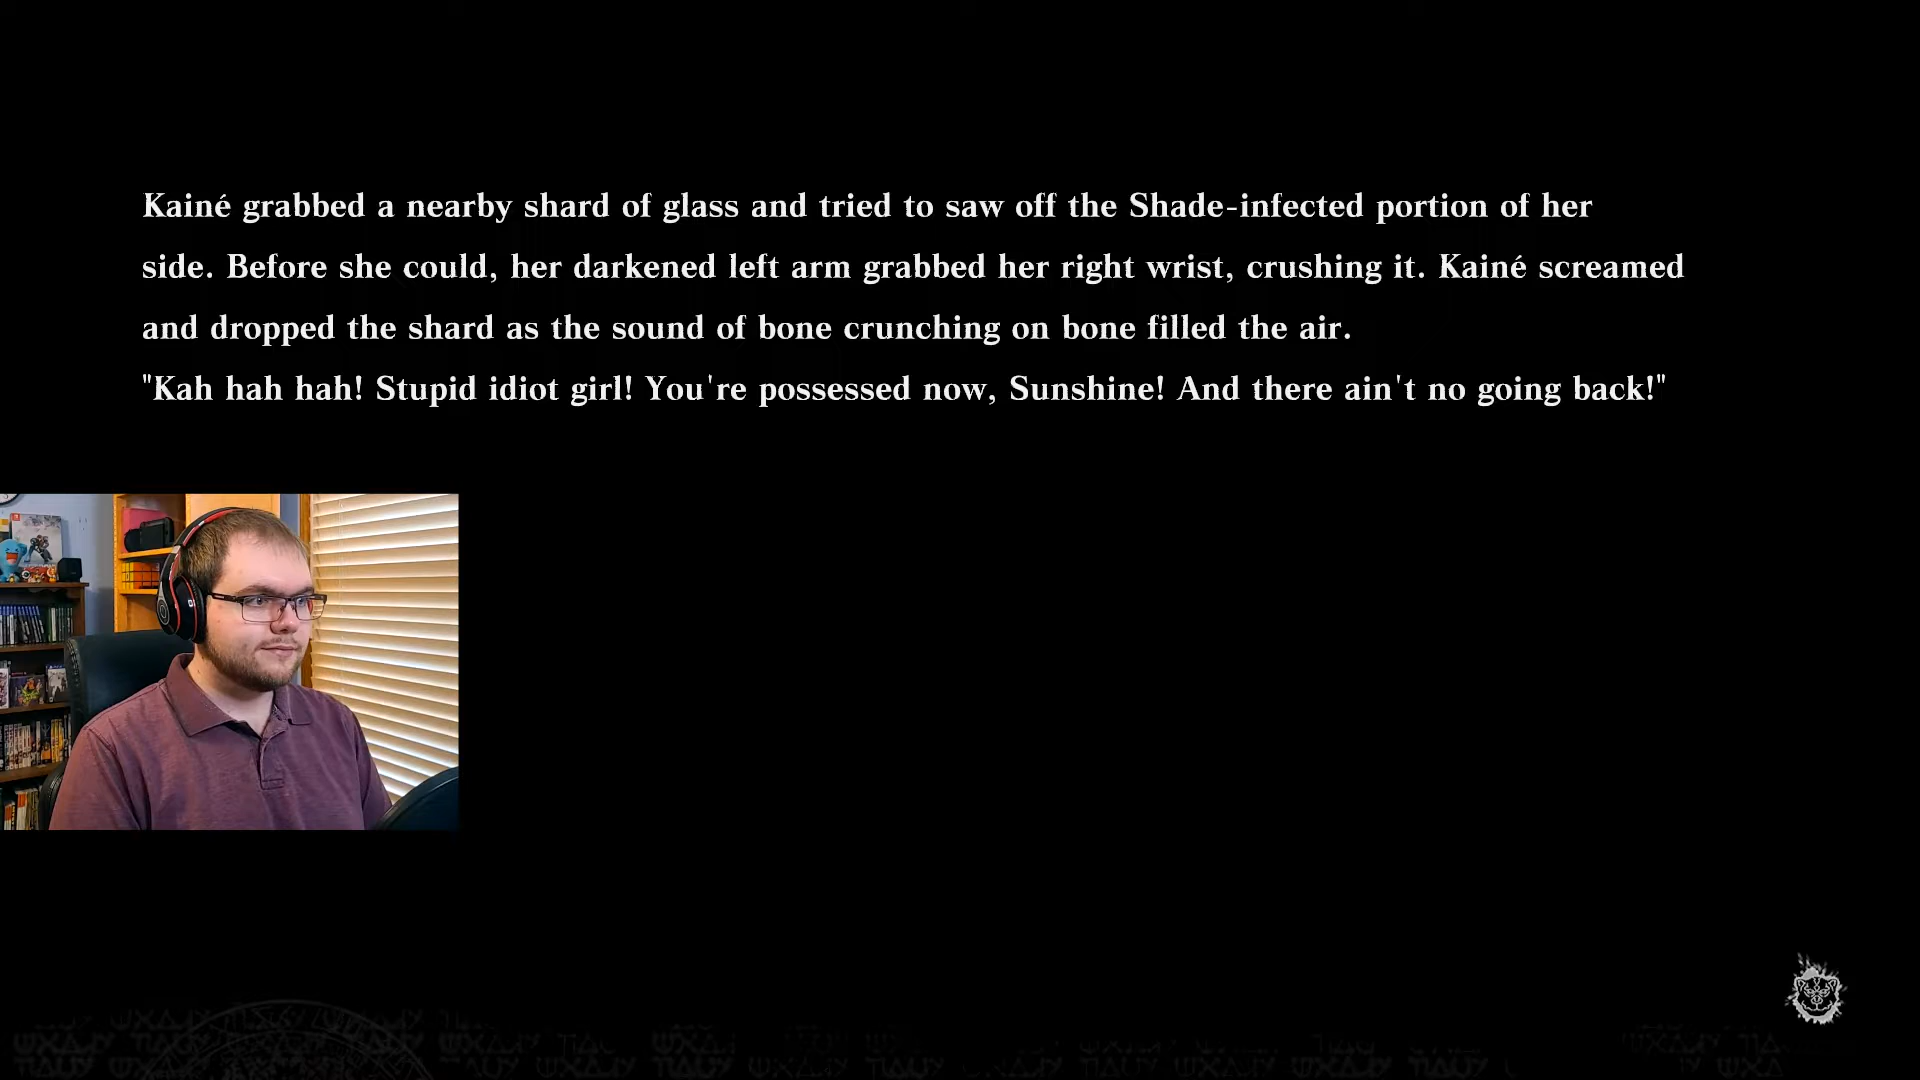 Kainé grabbed a nearby shard of glass and tried to saw off the Shade-infected portion of her
side. Before she could, her darkened left arm grabbed her right wrist, crushing it. Kainé screamed
and dropped the shard as the sound of bone crunching on bone filled the air.
"Kah hah hah! Stupid idiot girl! You're possessed now, Sunshine! And there ain't no going back!"